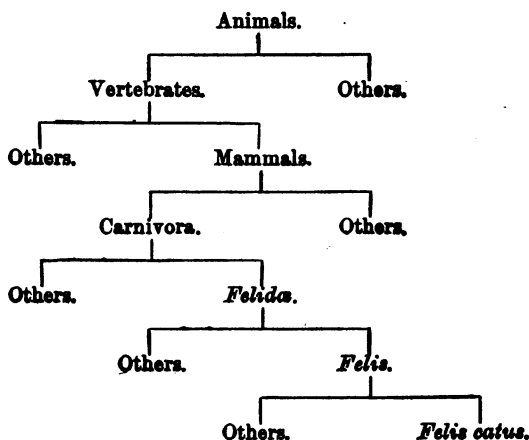 Animals.
Vertebrates. Others.
Others. Mammals.
Carnivora. Others.
Others. Felidæ.
Others. Felis.
Others. Felis catus.